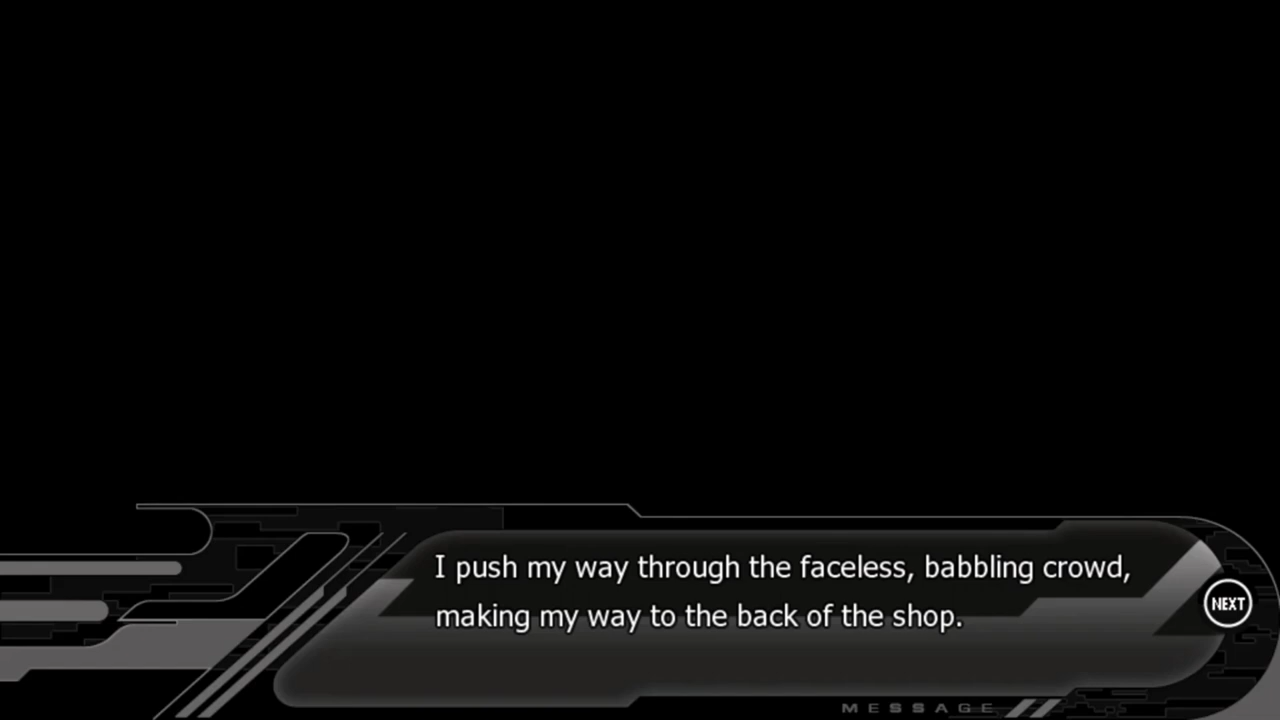 I push my way through the faceless, babbling crowd,
making my way to the back of the shop.
NEXT
MESSAGE